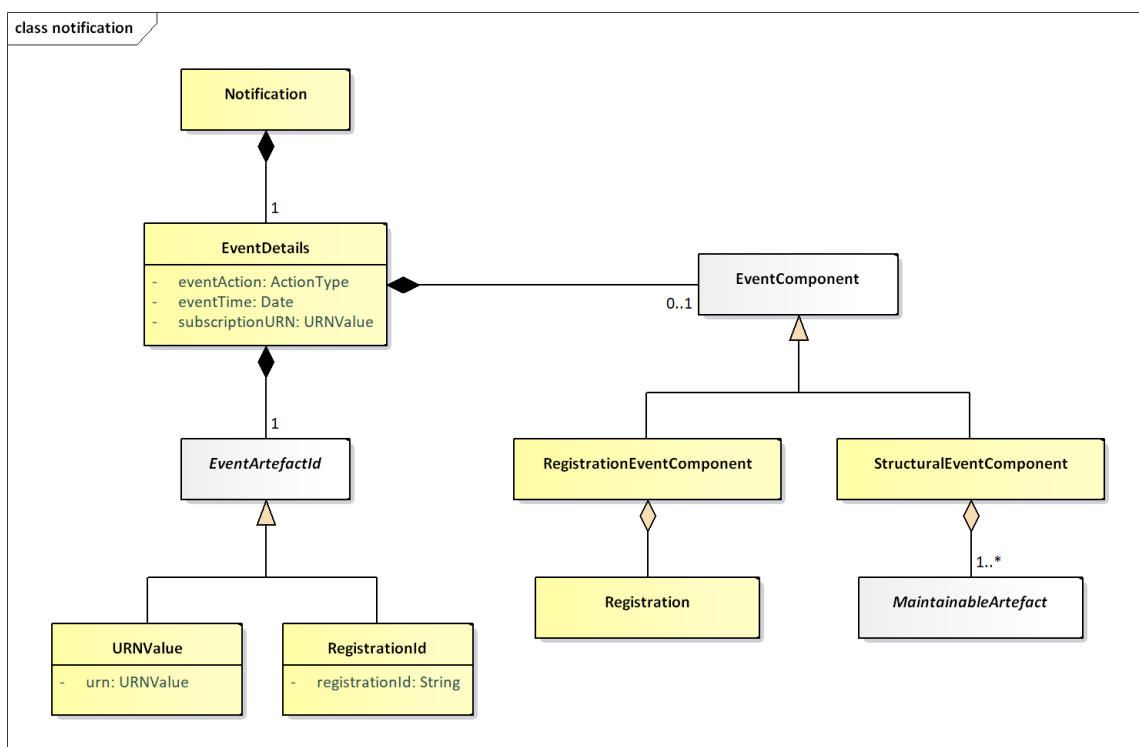 class notification
Notification
1
EventDetails
- eventAction: ActionType
- eventTime: Date
- subscriptionURN: URNValue
EventComponent
0..1
1
EventArtefactId
RegistrationEventComponent
StructuralEventComponent
1..*
Registration
MaintainableArtefact
URNValue
- urn: URNValue
RegistrationId
- registrationId: String